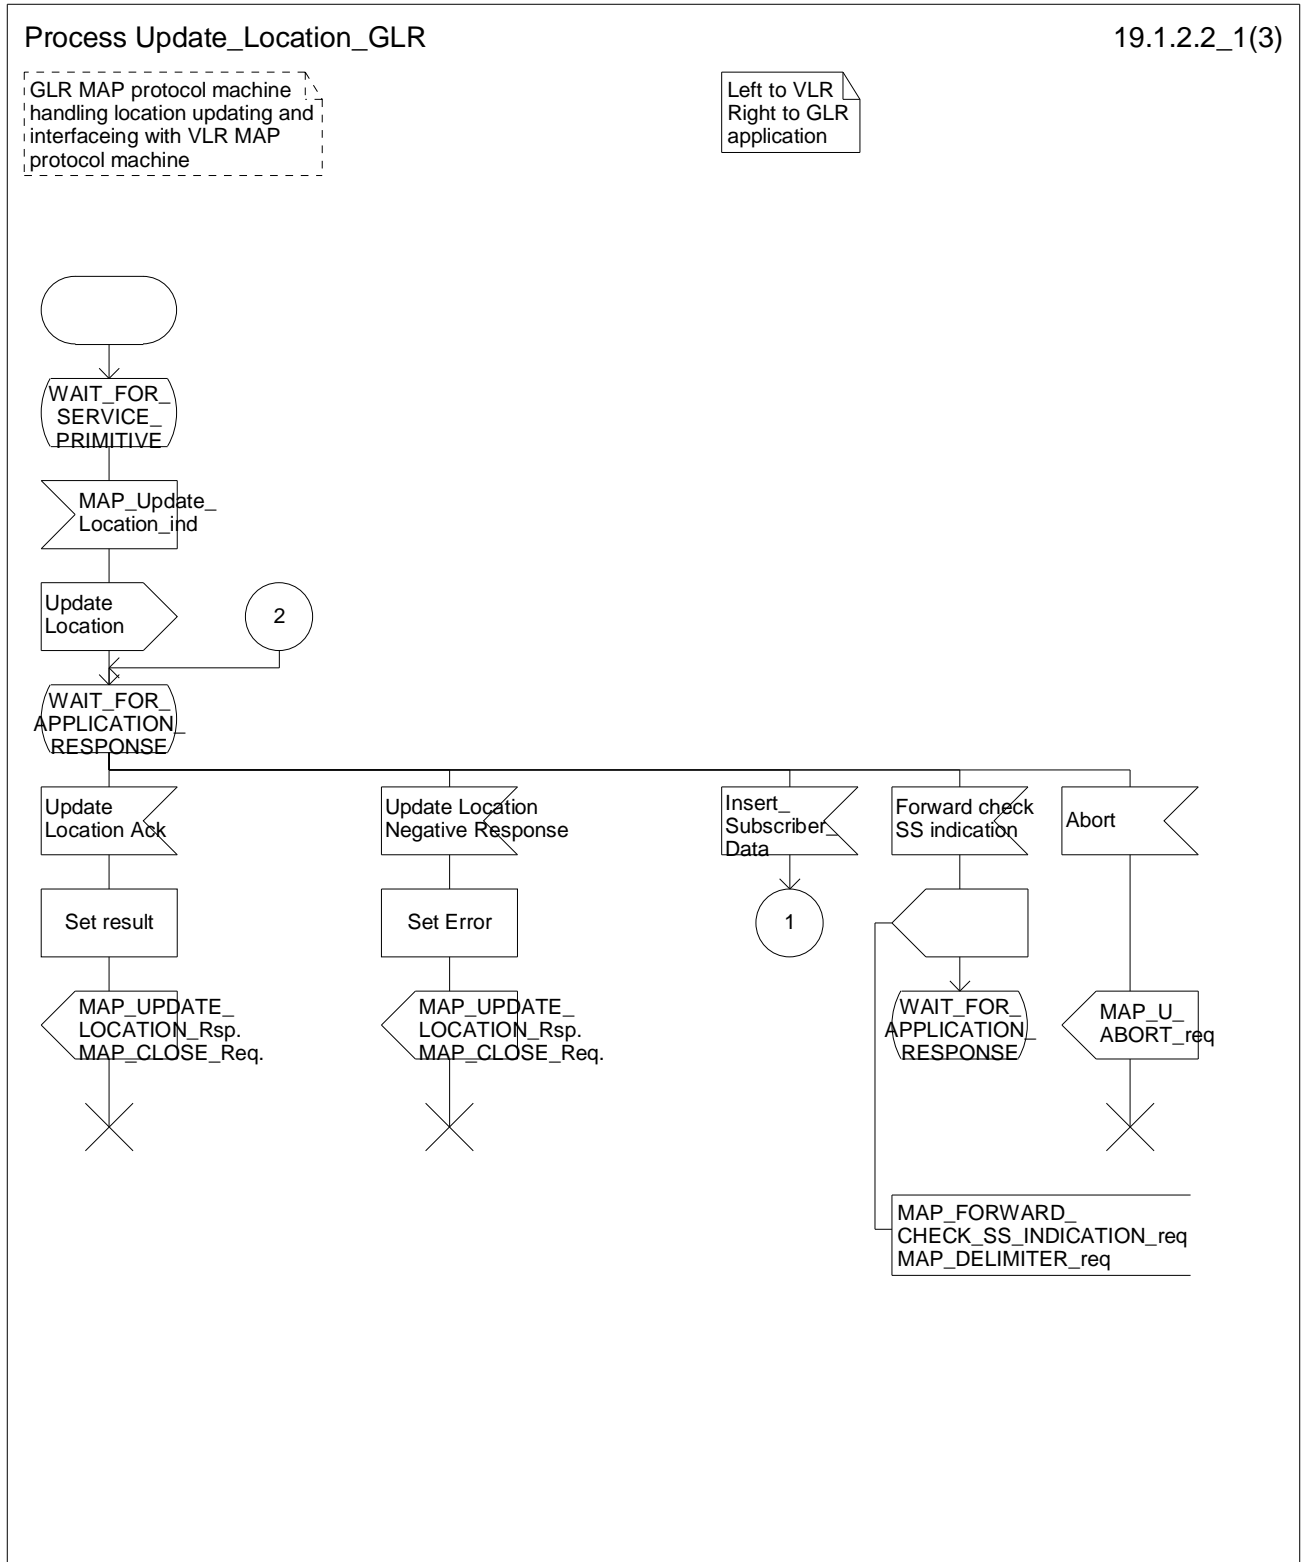 Process Update_Location_GLR
19.1.2.2_1(3)
GLR MAP protocol machine
handling location updating and
interfaceing with VLR MAP
protocol machine
Left to VLR
Right to GLR
application
WAIT_FOR_
SERVICE_
PRIMITIVE
MAP_Update_
Location_ind
Update
Location
2
WAIT_FOR_
APPLICATION_
RESPONSE
Update
Location Ack
Update Location
Negative Response
Insert_
Subscriber_
Data
Forward check
SS indication
Abort
Set result
Set Error
1
MAP_UPDATE_
LOCATION_Rsp.
MAP_CLOSE_Req.
MAP_UPDATE_
LOCATION_Rsp.
MAP_CLOSE_Req.
WAIT_FOR_
APPLICATION_
RESPONSE
MAP_U_
ABORT_req
MAP_FORWARD_
CHECK_SS_INDICATION_req
MAP_DELIMITER_req